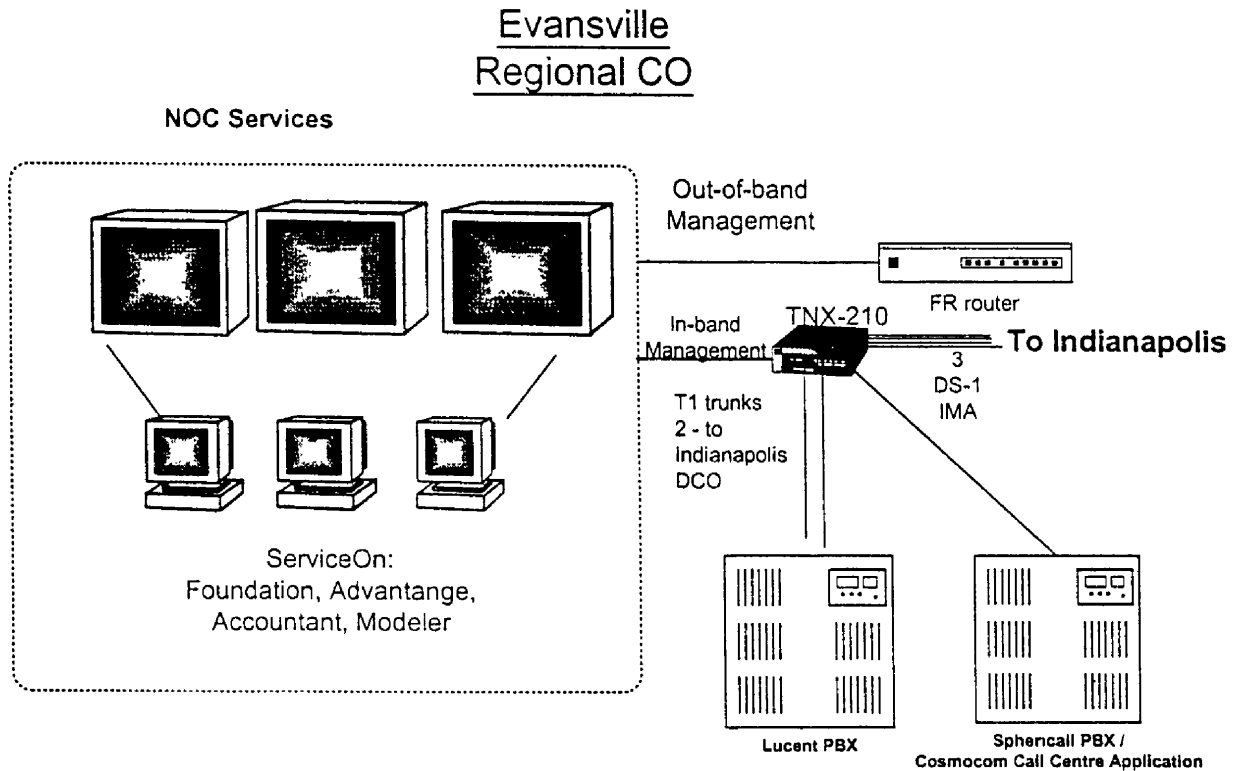 Evansville
Regional CO
NOC Services
Out-of-band
Management
FR router
TNX-210
In-band
Management
To Indianapolis
3
DS-1
IMA
T1 trunks
2 - to
Indianapolis
DCO
ServiceOn:
Foundation, Advantange,
Accountant, Modeler
Lucent PBX
Sphericall PBX /
Cosmocom Call Centre Application